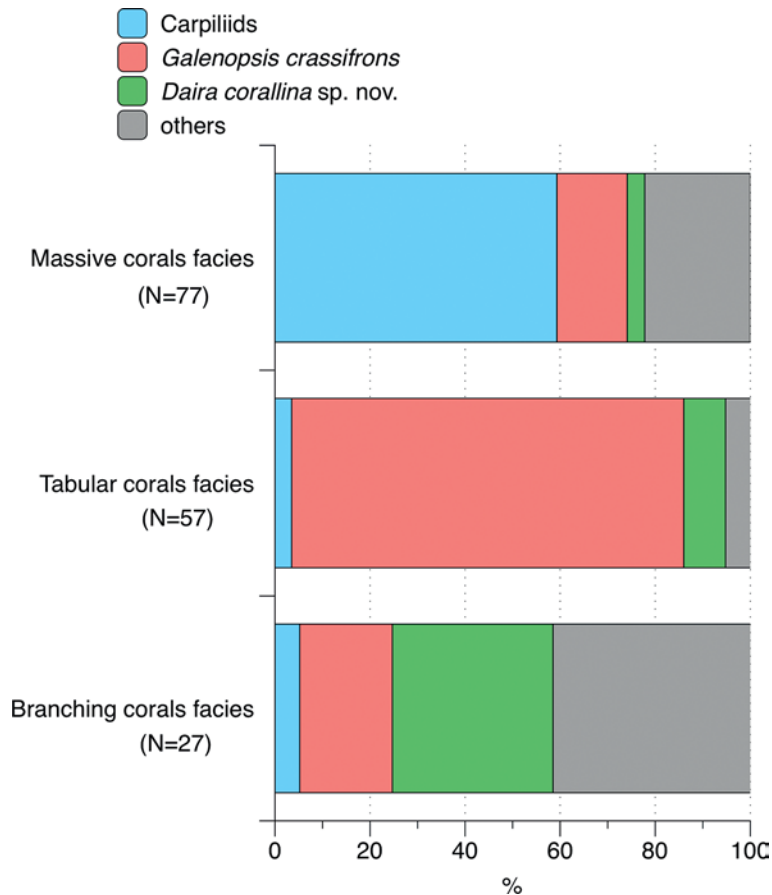 Carpiliids
Galenopsis crassifrons
Daira corallina sp. nov.
others
Massive corals facies
(N=77)
Tabular corals facies
(N=57)
Branching corals facies
(N=27)
0 20 40 60 80 100
%